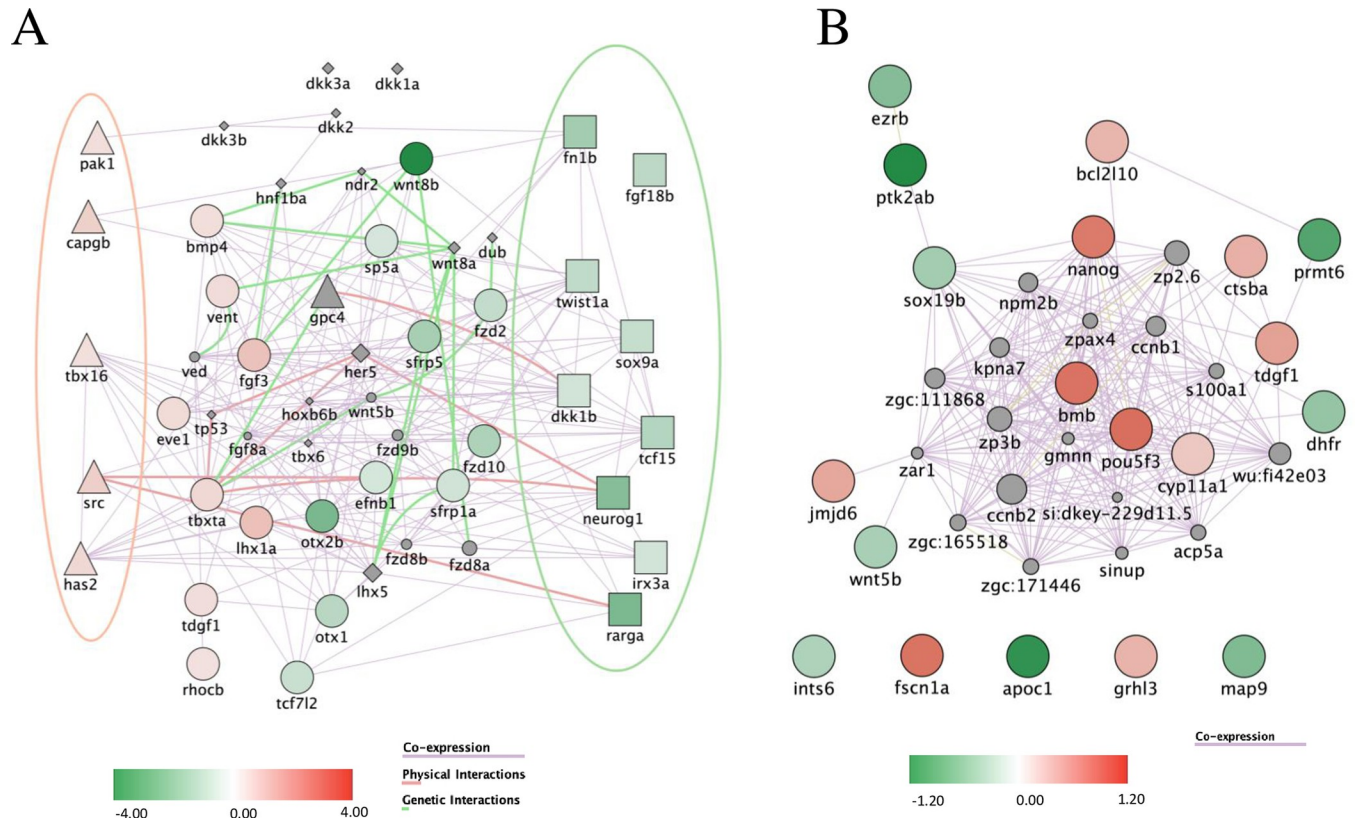 A
B
dkk3a
dkk1a
dkk2
dkk3b
pak1
fn1b
fgf18b
hnf1ba
ndr2
wnt8b
capgb
bmp4
sp5a
wnt8a
dub
twist1a
vent
gpc4
fzd2
ved
fgf3
her5
sfrp5
sox9a
tbx16
eve1
tp53
hoxb6b
wnt5b
dkk1b
fgf8a
tbx6
fzd9b
fzd10
tcf15
src
tbxta
efnb1
sfrp1a
neurog1
lhx1a
otx2b
fzd8b
fzd8a
irx3a
has2
lhx5
tdgf1
otx1
rarga
rhocb
tcf7l2
Co-expression
Physical Interactions
Genetic Interactions
-4.00
0.00
4.00
ezrb
bcl2l10
ptk2ab
nanog
zp2.6
ctsba
prmt6
sox19b
npm2b
zpax4
ccnb1
kpna7
s100a1
tdgf1
zgc:111868
bmb
zp3b
gmnn
pou5f3
dhfr
zar1
cyp11a1
wu:fi42e03
jmjd6
ccnb2
si:dkey-229d11.5
zgc:165518
acp5a
wnt5b
zgc:171446
sinup
ints6
fscn1a
apoc1
grhl3
map9
Co-expression
-1.20
0.00
1.20